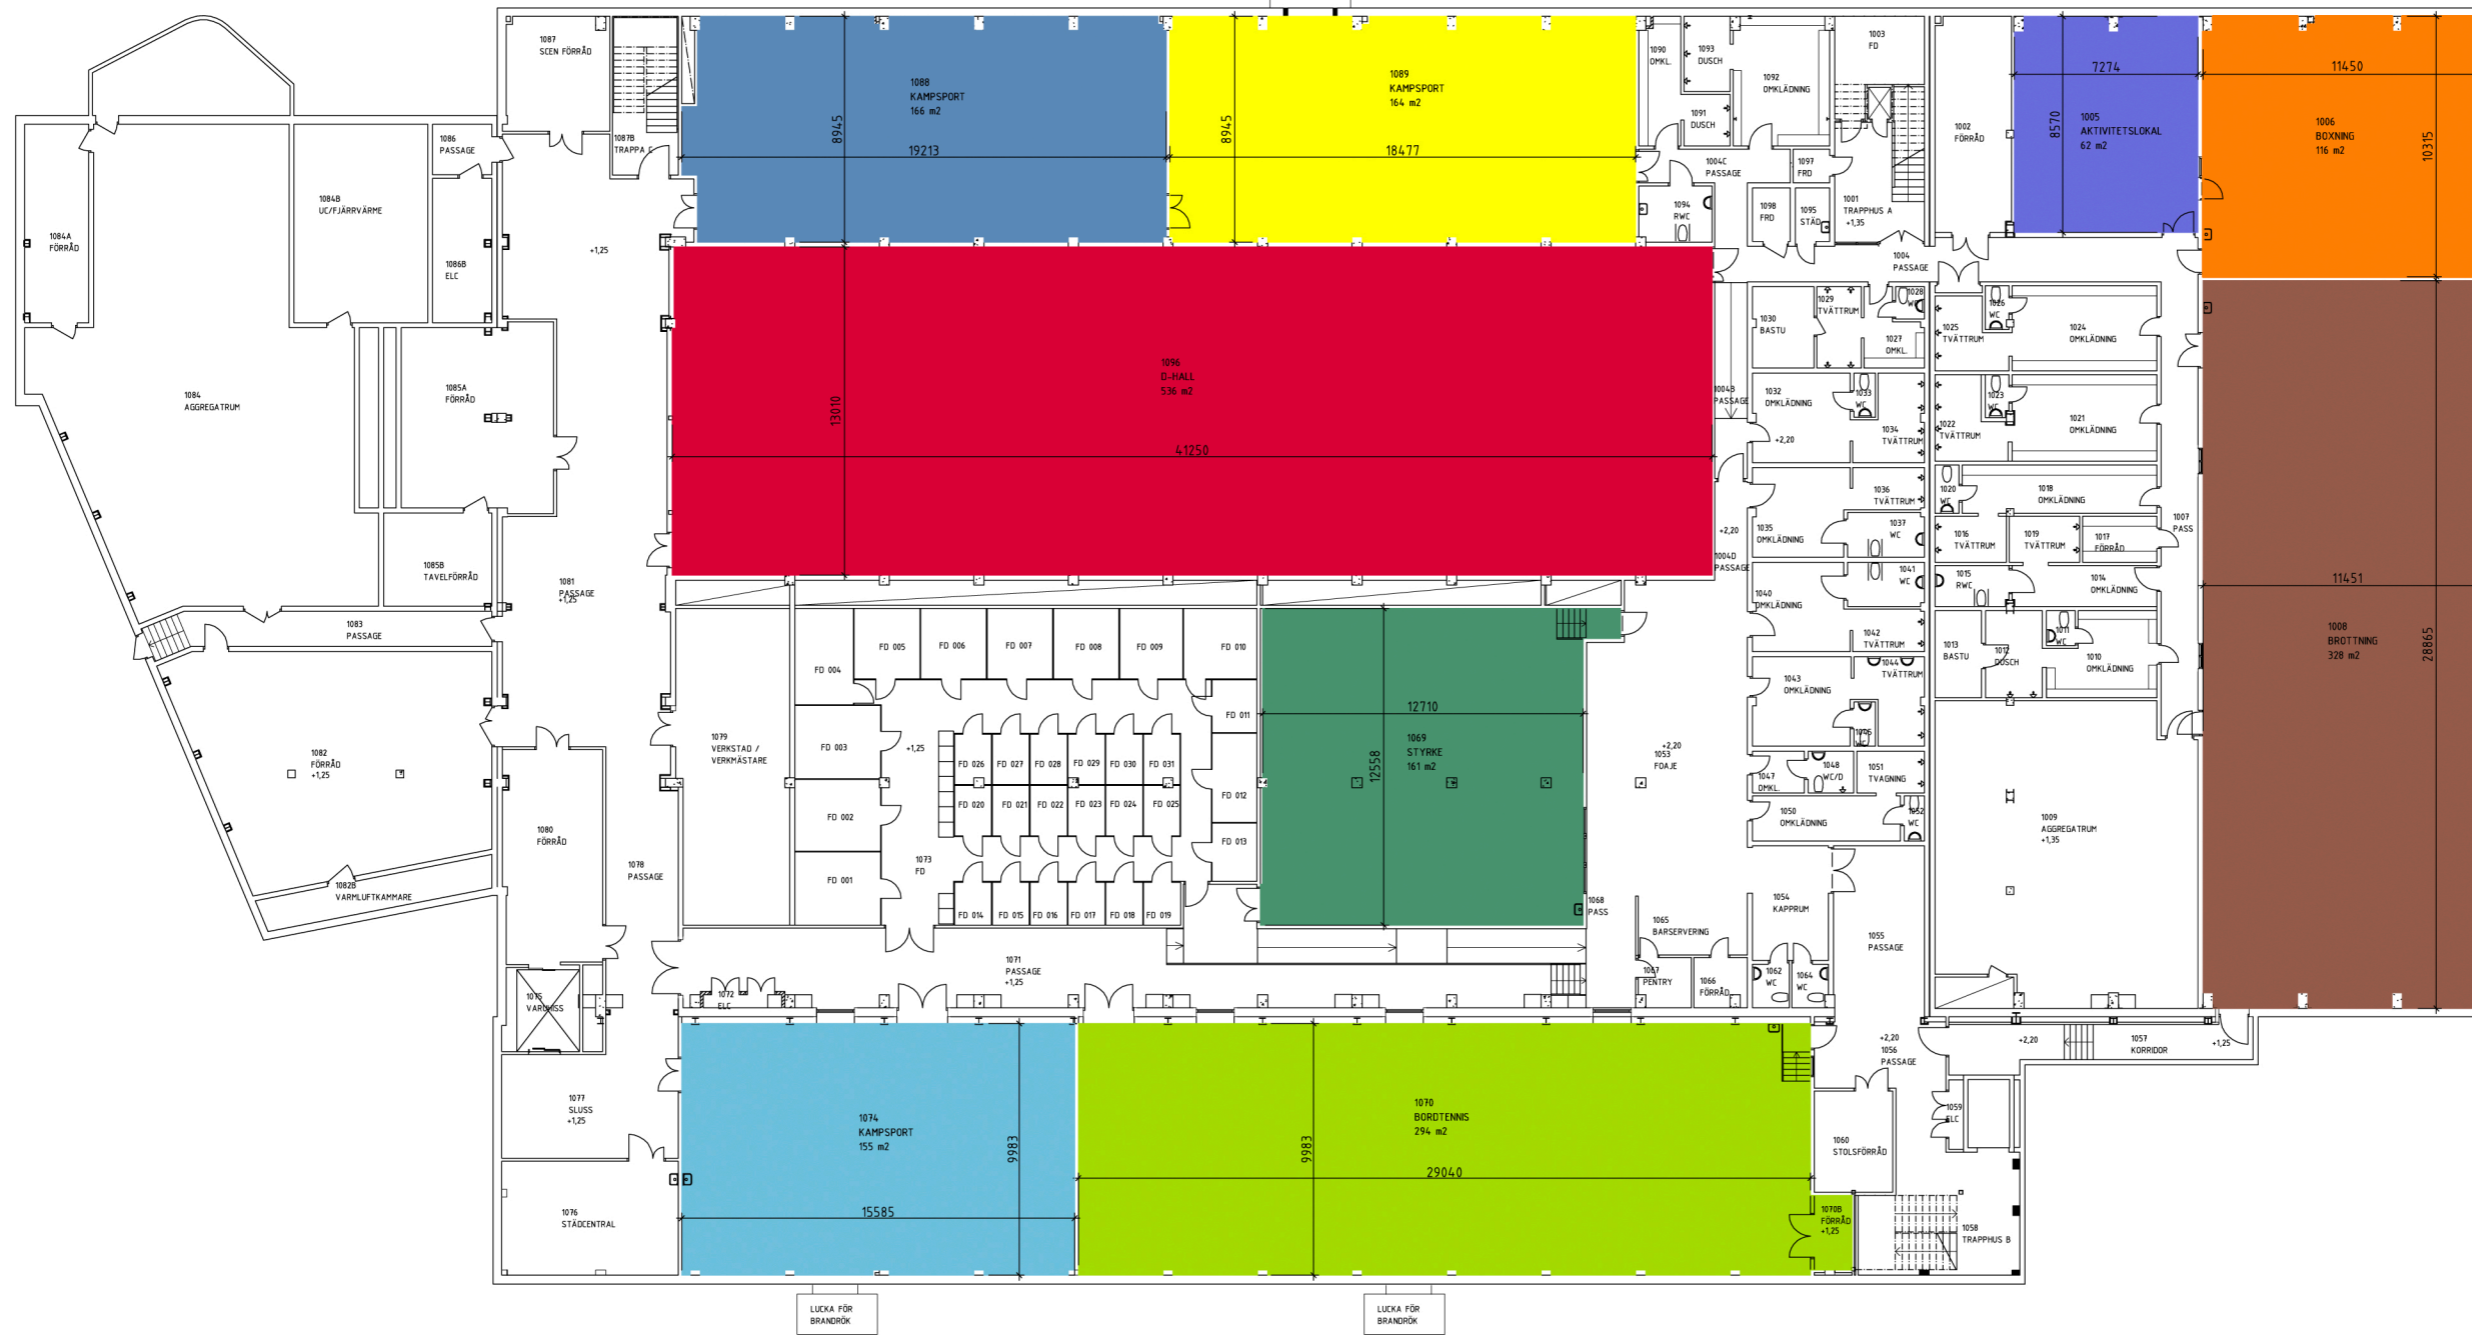 1087
SCEN FÖRRÅD
1087B
TRAPPA C
1088
KAMPSPORT
166 m2
8945
19213
1089
KAMPSPORT
164 m2
8945
18477
1090
OMKL.
1093
DUSCH
1092
OMKLÄDNING
1091
DUSCH
1003
FD
1004C
PASSAGE
1097
FRD
1094
RWC
1098
FRD
1095
STÄD
1001
TRAPPHUS A
+1,35
1002
FÖRRÅD
7274
8570
1005
AKTIVITETSLOKAL
62 m2
11450
1006
BOXNING
116 m2
10315
1086
PASSAGE
1084B
UC/FJÄRRVÄRME
1084A
FÖRRÅD
1086B
ELC
+1,25
1004
PASSAGE
1084
AGGREGATRUM
1085A
FÖRRÅD
1085B
TAVELFÖRRÅD
1096
D-HALL
536 m2
13010
41250
1004B
PASSAGE
1030
BASTU
1029
TVÄTTRUM
1028
WC
1027
OMKL.
1032
OMKLÄDNING
1033
WC
1034
TVÄTTRUM
+2,20
1025
TVÄTTRUM
1026
WC
1024
OMKLÄDNING
1023
WC
1022
TVÄTTRUM
1021
OMKLÄDNING
1036
TVÄTTRUM
1037
WC
1035
OMKLÄDNING
+2,20
1004D
PASSAGE
1020
WC
1018
OMKLÄDNING
1016
TVÄTTRUM
1019
TVÄTTRUM
1017
FÖRRÅD
1007
PASS
1041
WC
1040
OMKLÄDNING
1042
TVÄTTRUM
1015
RWC
1014
OMKLÄDNING
1013
BASTU
1012
DUSCH
1011
WC
1010
OMKLÄDNING
11451
1008
BROTTNING
328 m2
28865
1081
PASSAGE
+1,25
1083
PASSAGE
1082
FÖRRÅD
+1,25
1082B
VARMLUFTKAMMARE
1080
FÖRRÅD
1078
PASSAGE
1079
VERKSTAD /
VERKMÄSTARE
FD 004
FD 005
FD 006
FD 007
FD 008
FD 009
FD 010
FD 003
+1,25
FD 011
FD 026
FD 027
FD 028
FD 029
FD 030
FD 031
FD 002
FD 020
FD 021
FD 022
FD 023
FD 024
FD 025
FD 012
FD 013
FD 001
1073
FD
FD 014
FD 015
FD 016
FD 017
FD 018
FD 019
12710
12558
1069
STYRKE
161 m2
+2,20
1053
FOAJE
1043
OMKLÄDNING
1044
TVÄTTRUM
1045
WC
1047
OMKL.
1048
WC/D
1051
TVAGNING
1050
OMKLÄDNING
1052
WC
1009
AGGREGATRUM
+1,35
1068
PASS
1065
BARSERVERING
1054
KAPPRUM
1055
PASSAGE
1067
PENTRY
1066
FÖRRÅD
1062
WC
1064
WC
1071
PASSAGE
+1,25
1072
ELC
1075
VARUHISS
1077
SLUSS
+1,25
1076
STÄDCENTRAL
1074
KAMPSPORT
155 m2
9983
15585
1070
BORDTENNIS
294 m2
9983
29040
1070B
FÖRRÅD
+1,25
+2,20
1056
PASSAGE
+2,20
1057
KORRIDOR
+1,25
1059
ELC
1060
STOLSFÖRRÅD
1058
TRAPPHUS B
LUCKA FÖR
BRANDRÖK
LUCKA FÖR
BRANDRÖK